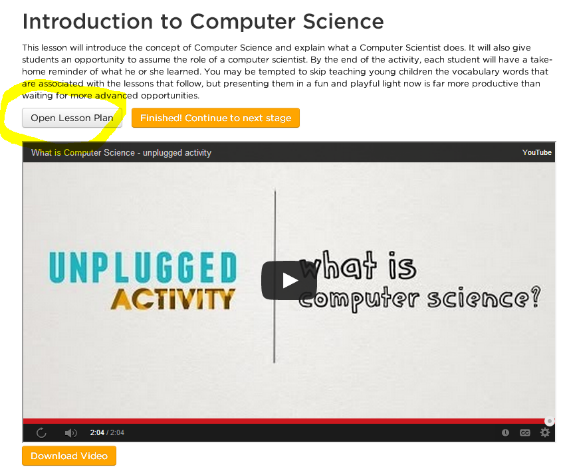 Introduction to Computer Science
This lesson will introduce the concept of Computer Science and explain what a Computer Scientist does. It will also give
students an opportunity to assume the role of a computer scientist. By the end of the activity, each student will have a take-
home reminder of what he or she learned. You may be tempted to skip teaching young children the vocabulary words that
are associated with the lessons that follow, but presenting them in a fun and playful light now is far more productive than
waiting for more advanced opportunities.
Open Lesson Plan
Finished! Continue to next stage
What is Computer Science - unplugged activity
YouTube
UNPLUGGED
ACTIVITY
what is
computer science?
2:04 / 2:04
CC
Download Video